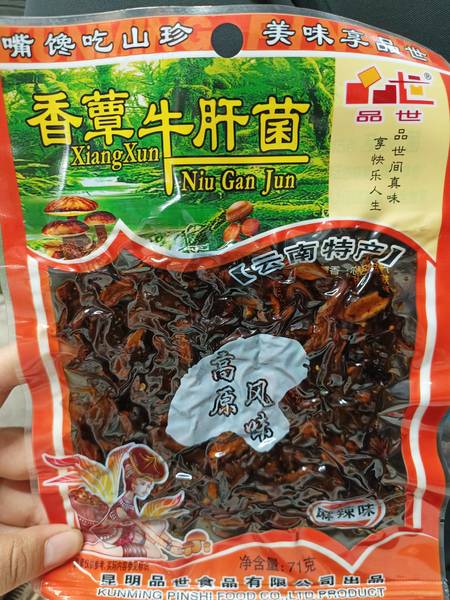 嘴馋吃山珍
美味享品世
香蕈牛肝菌
XiangXun
Niu Gan Jun
®
品世
品世间真味
享快乐人生
【云南特产】
高原
风味
麻辣味
净含量:71克
昆明品世食品有限公司出品
KUNMING PINSHI FOOD CO.,LTD.PRODUCT